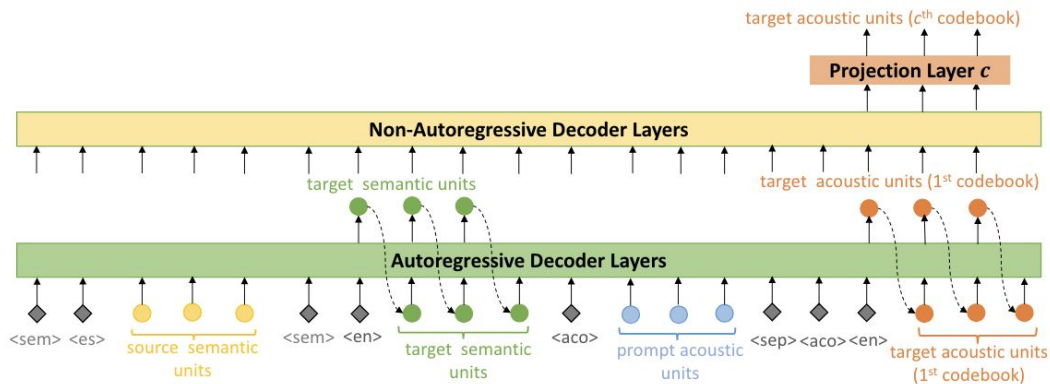 target acoustic units (cᵗʰ codebook)
Projection Layer c
Non-Autoregressive Decoder Layers
target semantic units
target acoustic units (1ˢᵗ codebook)
Autoregressive Decoder Layers
<sem> <es> <sem> <en> <aco> <sep> <aco> <en>
source semantic
units
target semantic
units
prompt acoustic
units
target acoustic units
(1ˢᵗ codebook)